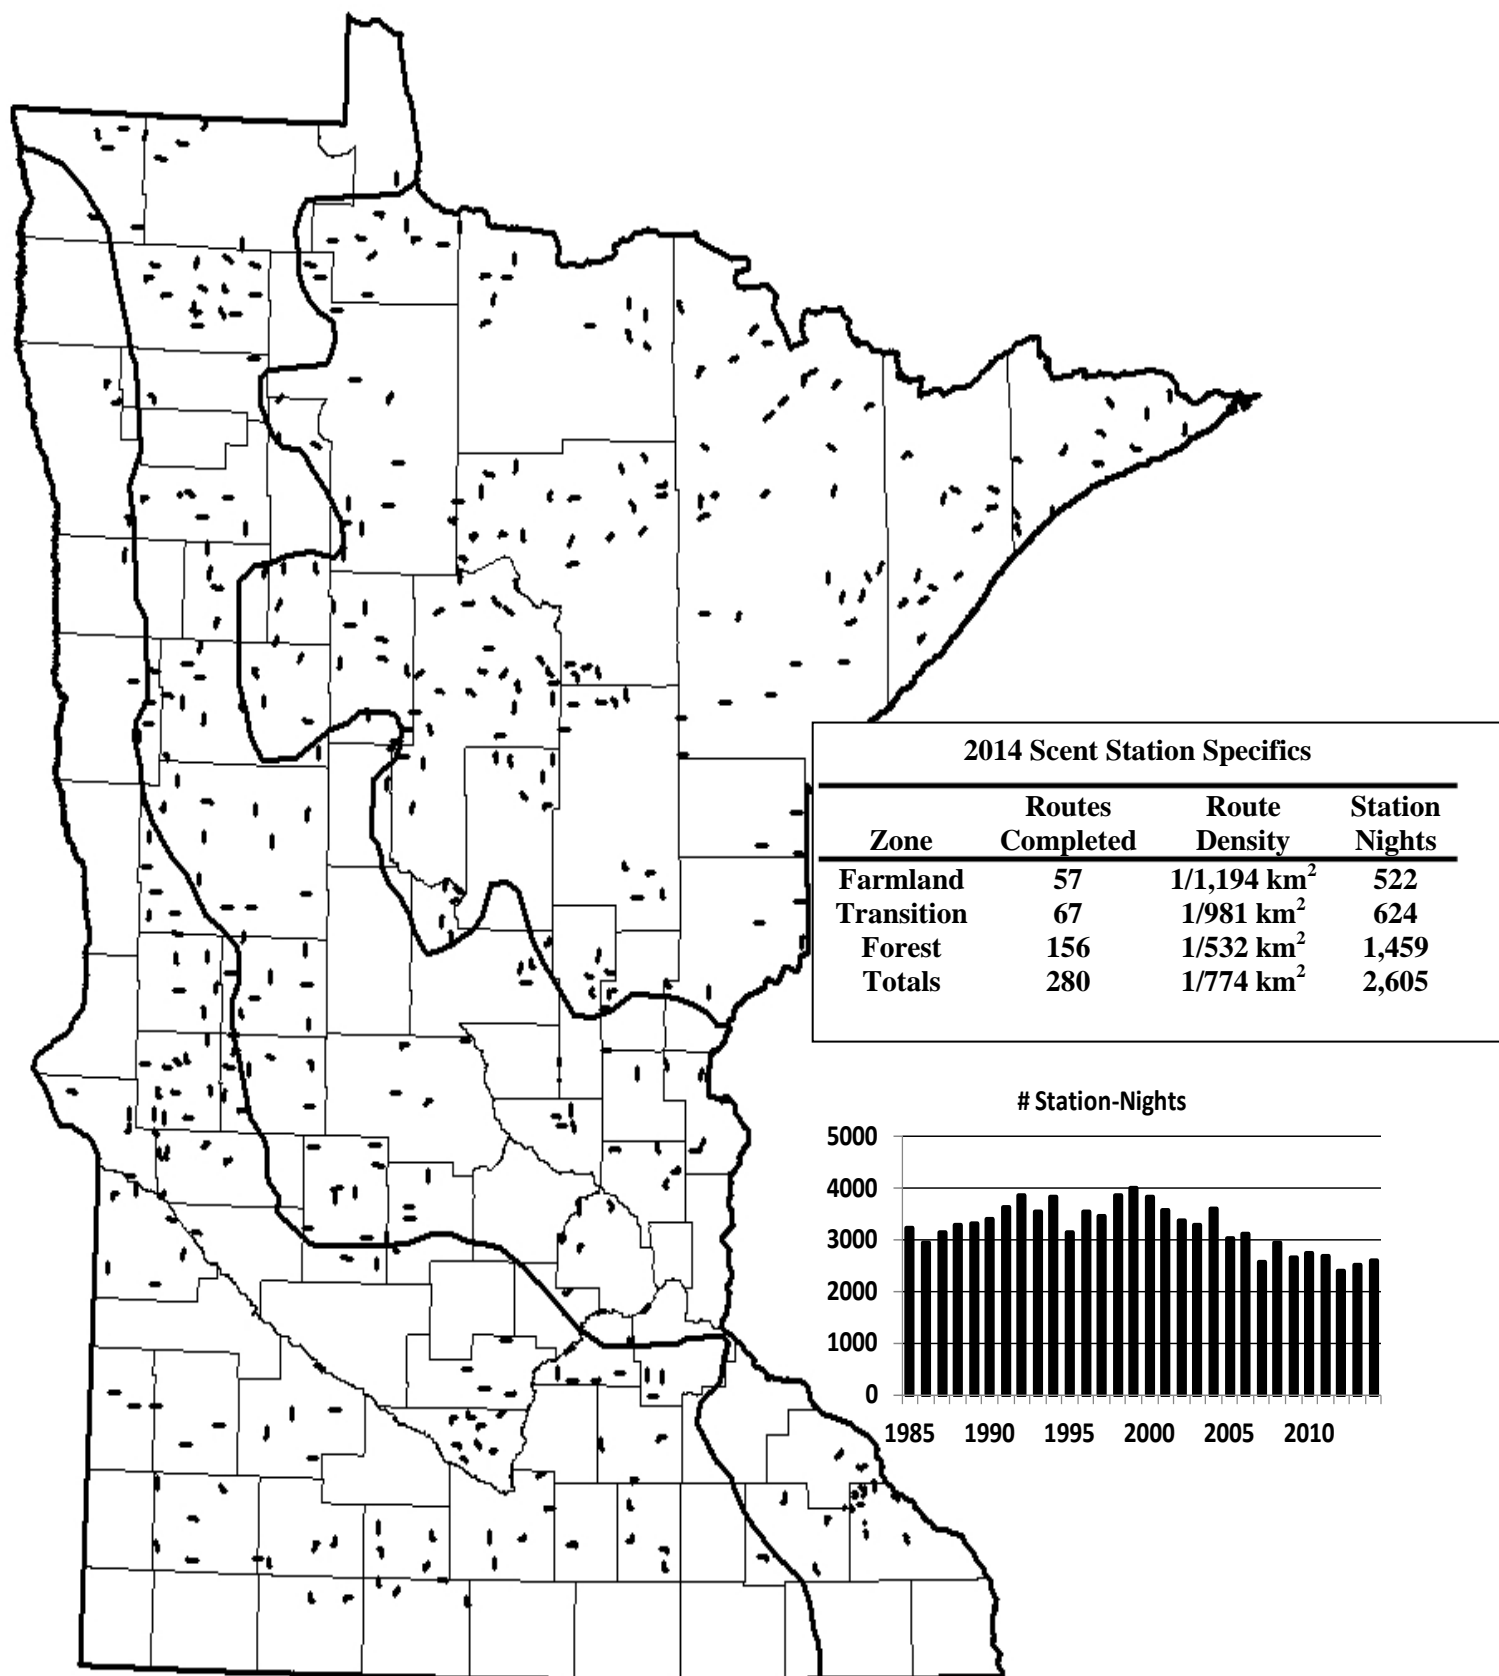 2014 Scent Station Specifics
Zone Routes Completed Route Density Station Nights
Farmland 57 1/1,194 km² 522
Transition 67 1/981 km² 624
Forest 156 1/532 km² 1,459
Totals 280 1/774 km² 2,605
# Station-Nights
5000
4000
3000
2000
1000
0
1985 1990 1995 2000 2005 2010